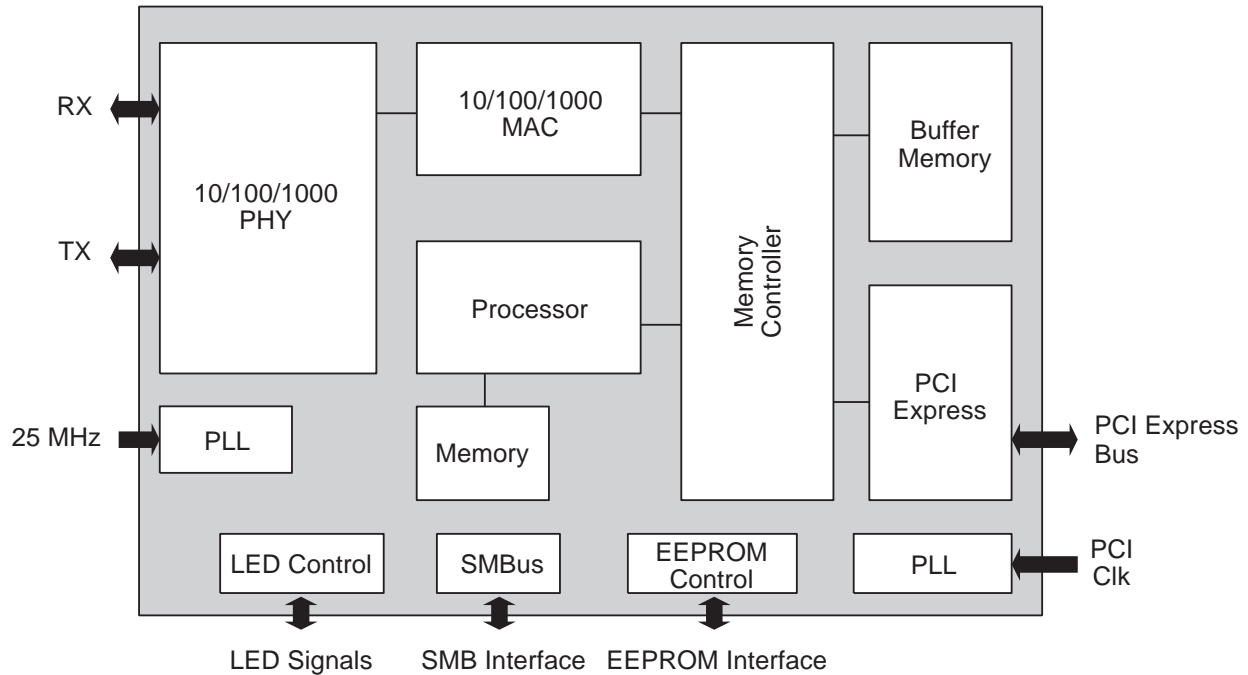 RX
TX
25 MHz
10/100/1000
PHY
10/100/1000
MAC
Processor
Memory
PLL
Memory
Controller
Buffer
Memory
PCI
Express
PCI Express
Bus
LED Control
SMBus
EEPROM
Control
PLL
PCI
Clk
LED Signals
SMB Interface
EEPROM Interface